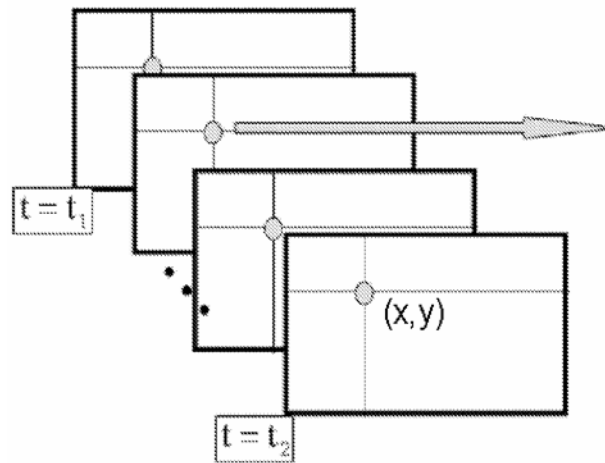 t = t₁
(x,y)
t = t₂